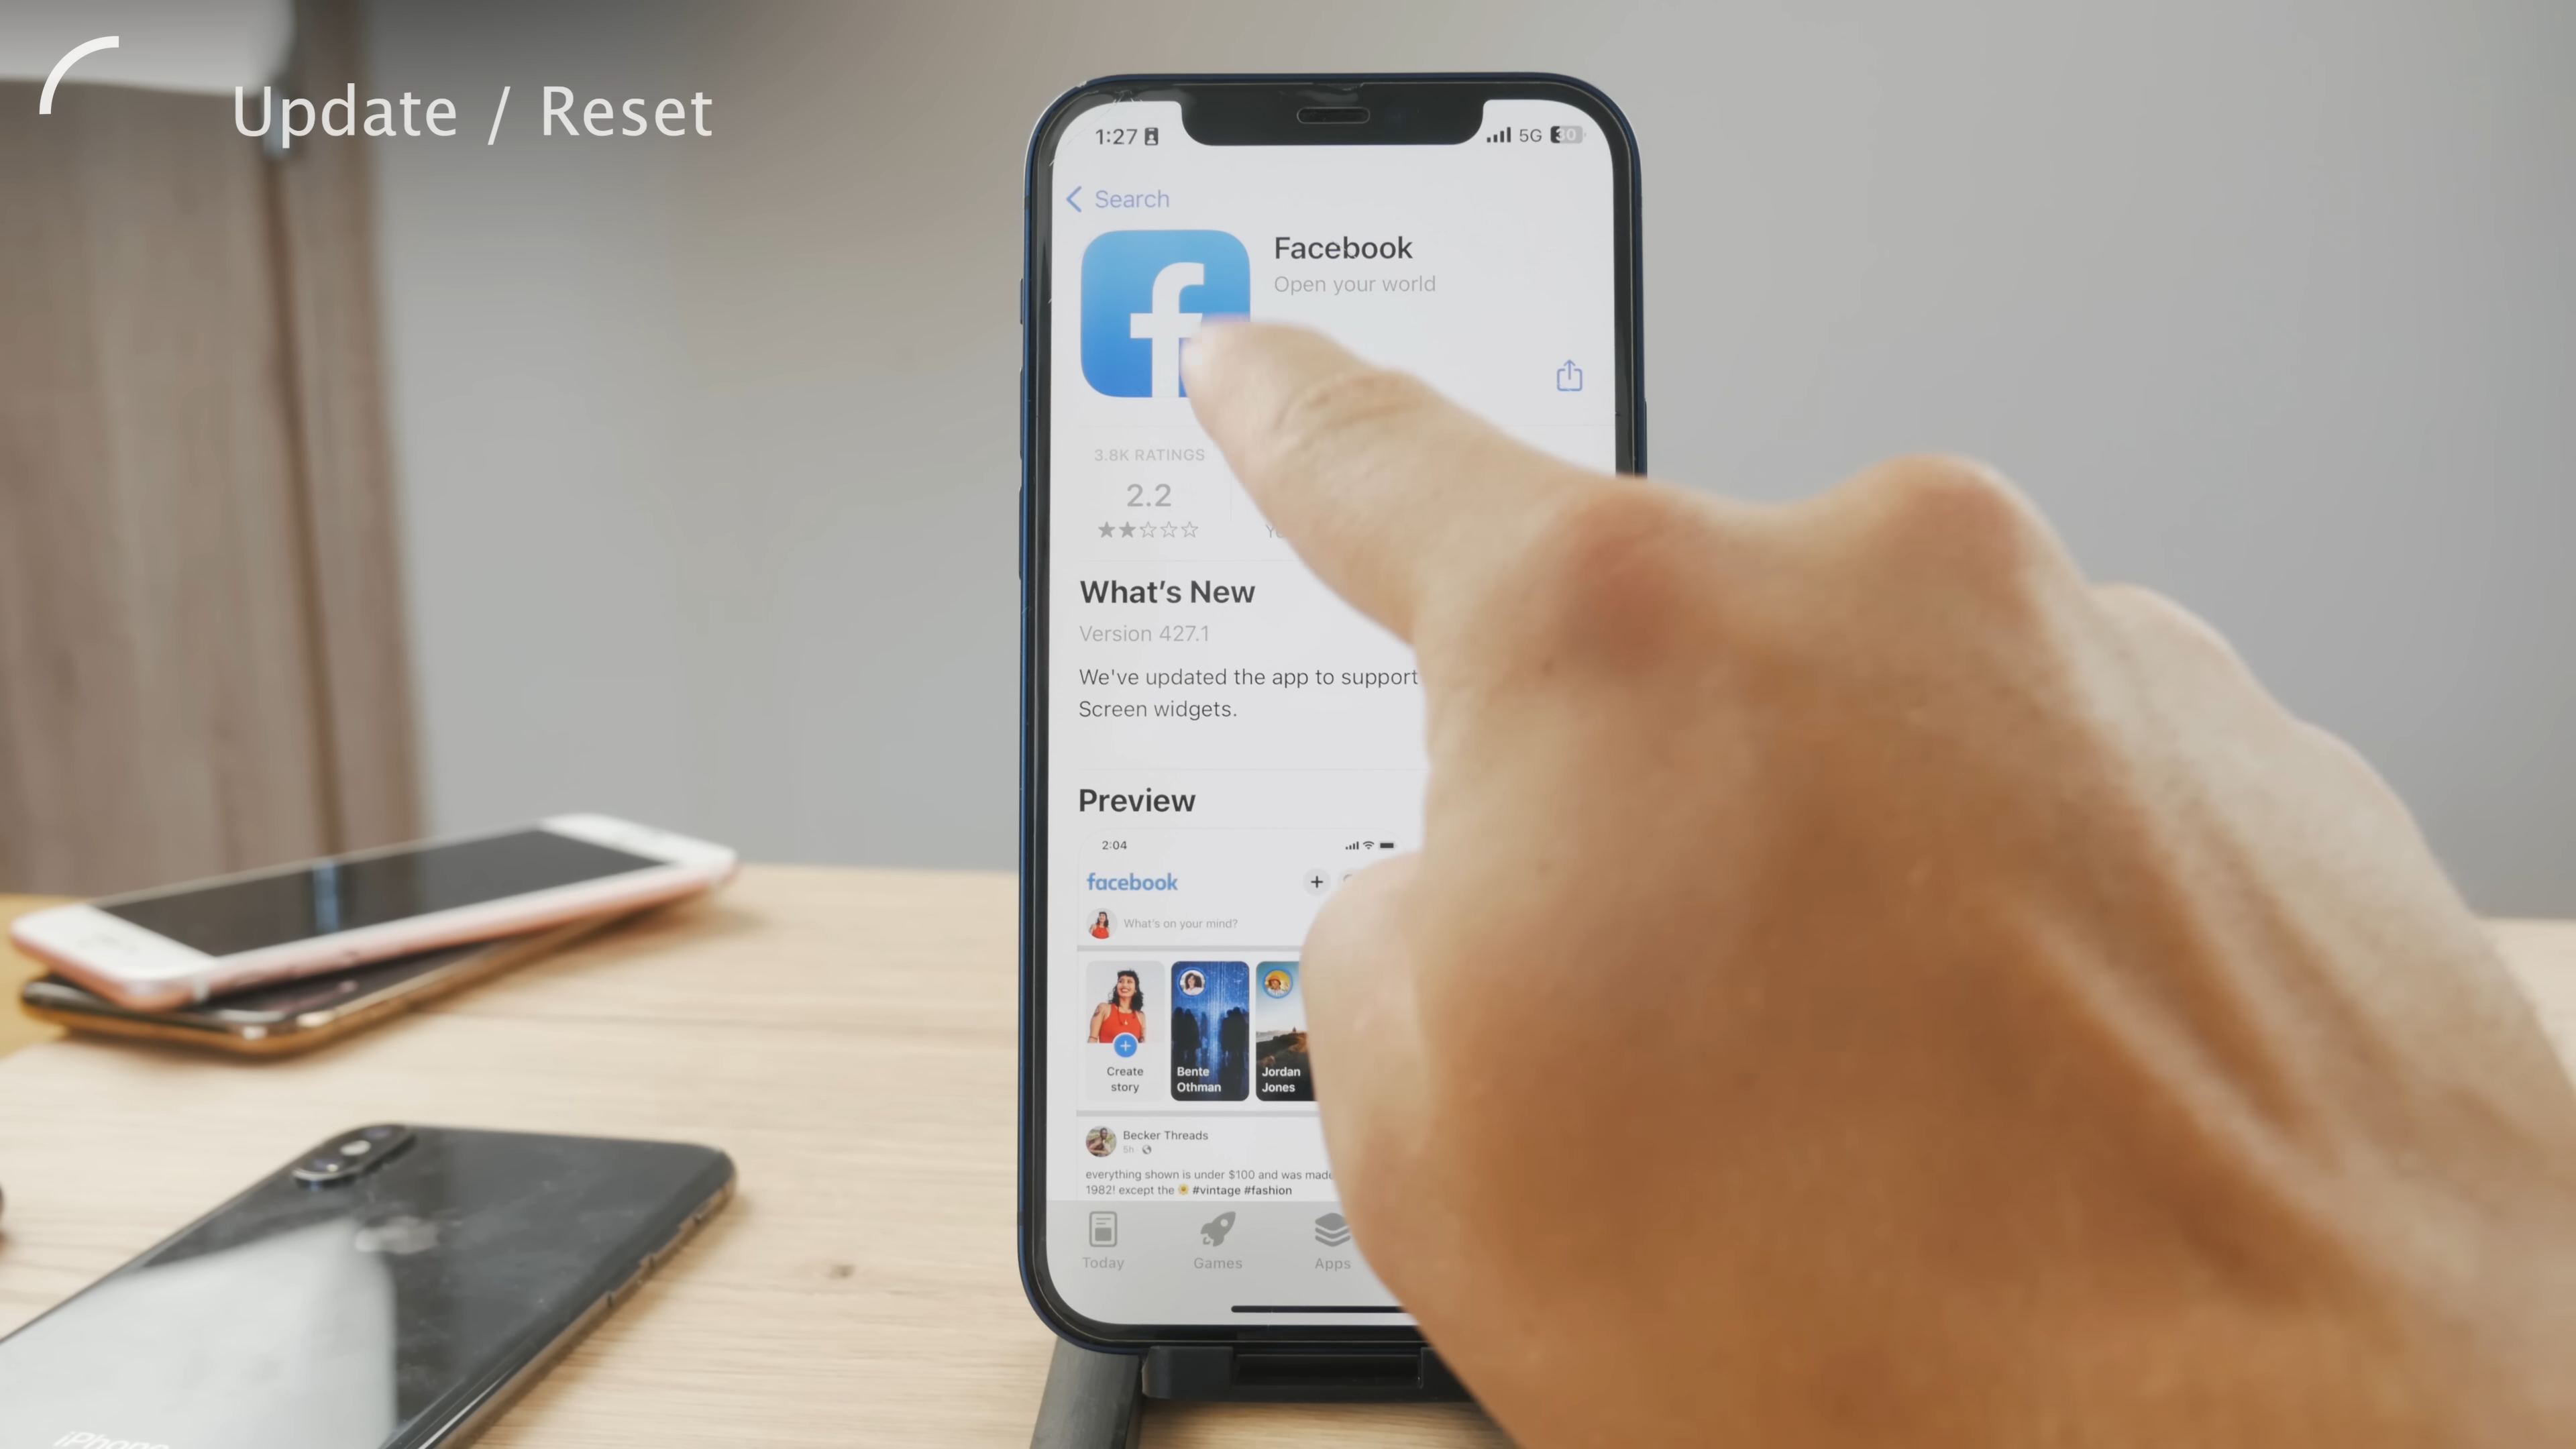 Update / Reset
1:27
5G 30
Search
Facebook
Open your world
3.8K RATINGS
2.2
What's New
Version 427.1
We've updated the app to support
Screen widgets.
Preview
2:04
facebook
What's on your mind?
Create
story
Bente
Othman
Jordan
Jones
Becker Threads
5h
everything shown is under $100 and was made
1982! except the #vintage #fashion
Today
Games
Apps
iPhone